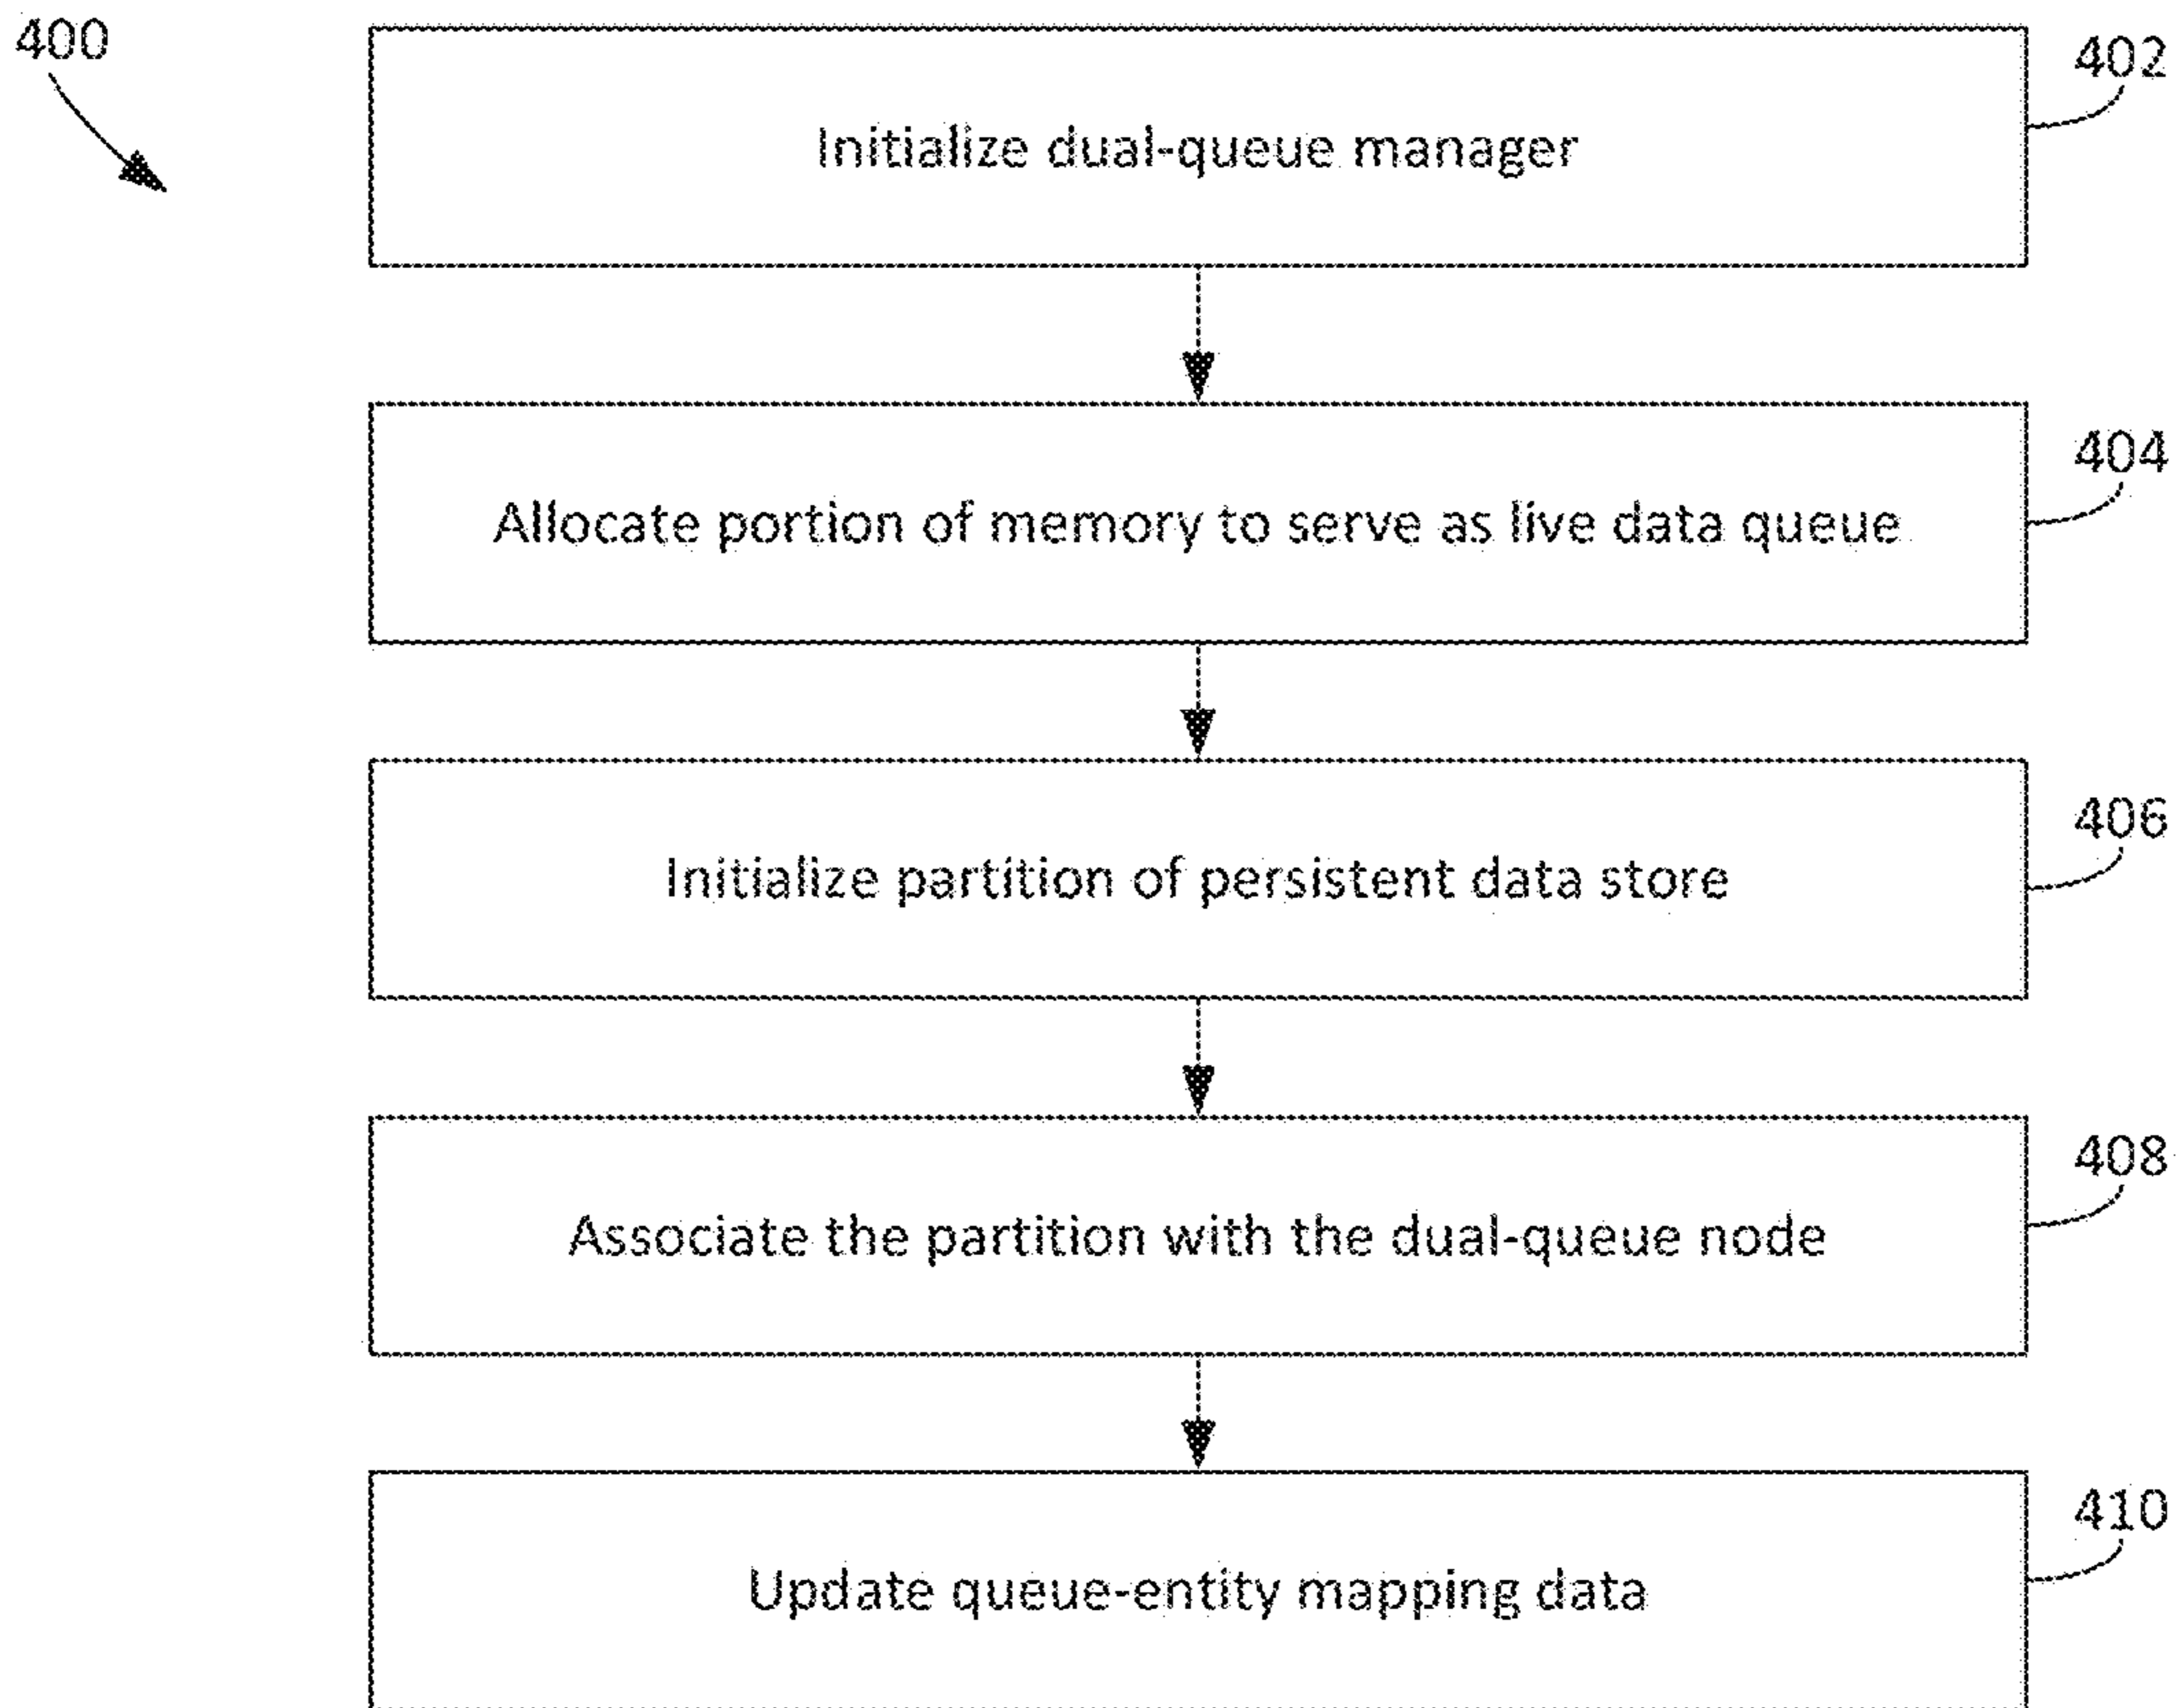 400
402
Initialize dual-queue manager
404
Allocate portion of memory to serve as live data queue
406
Initialize partition of persistent data store
408
Associate the partition with the dual-queue node
410
Update queue-entity mapping data